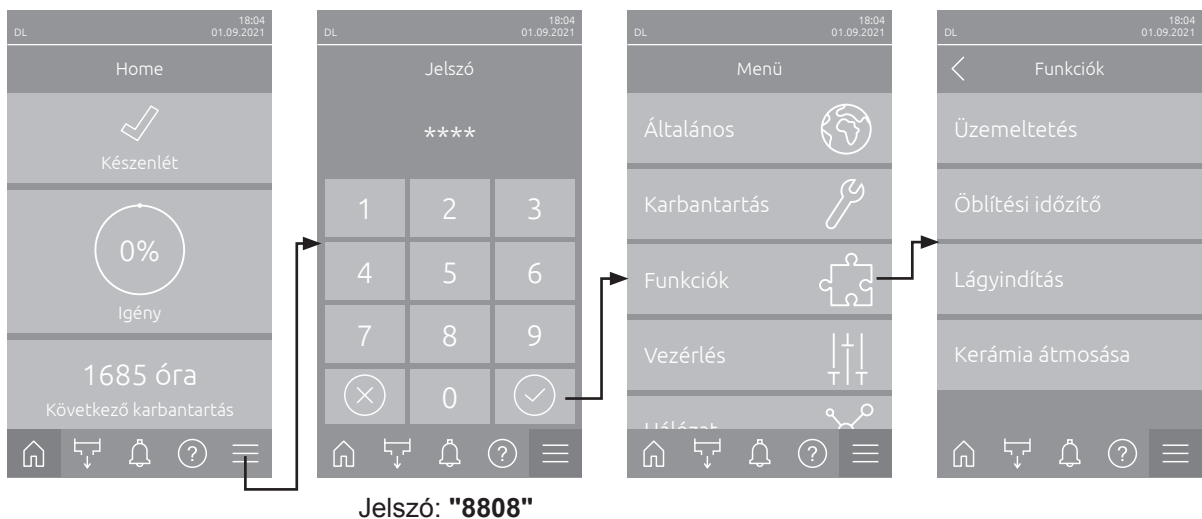 DL
18:04
01.09.2021
Home
Készenlét
0%
Igény
1685 óra
Következő karbantartás
?
DL
18:04
01.09.2021
Jelszó
****
1 2 3
4 5 6
7 8 9
0
?
Jelszó: "8808"
DL
18:04
01.09.2021
Menü
Általános
Karbantartás
Funkciók
Vezérlés
Hálózat
?
DL
18:04
01.09.2021
Funkciók
Üzemeltetés
Öblítési időzítő
Lágyindítás
Kerámia átmosása
?